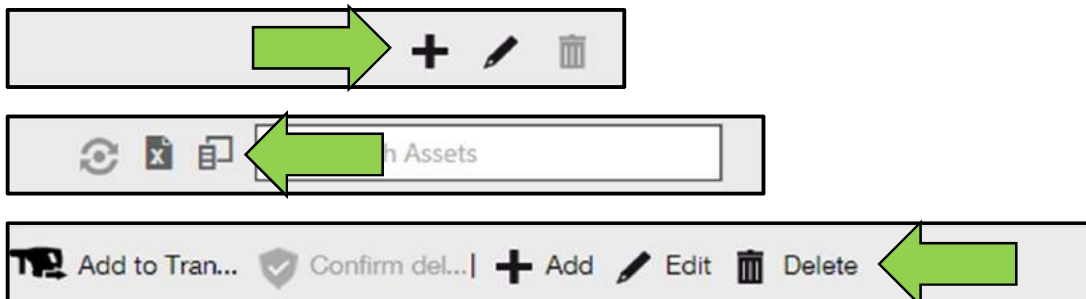 h Assets
Add to Tran... Confirm del...| Add Edit Delete